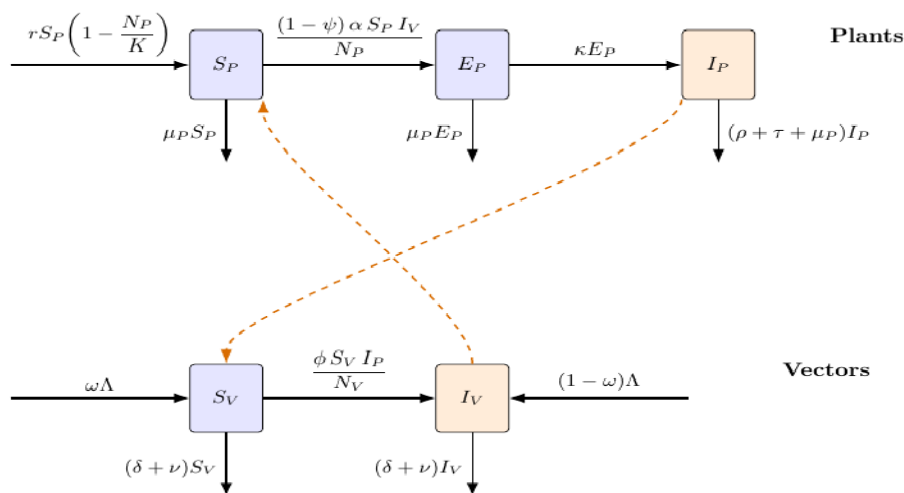 rS_P(1 − N_P/K)
(1 − ψ) α S_P I_V / N_P
Plants
S_P
E_P
κE_P
I_P
μ_P S_P
μ_P E_P
(ρ + τ + μ_P)I_P
ωΛ
S_V
ϕ S_V I_P / N_V
I_V
(1 − ω)Λ
Vectors
(δ + ν)S_V
(δ + ν)I_V